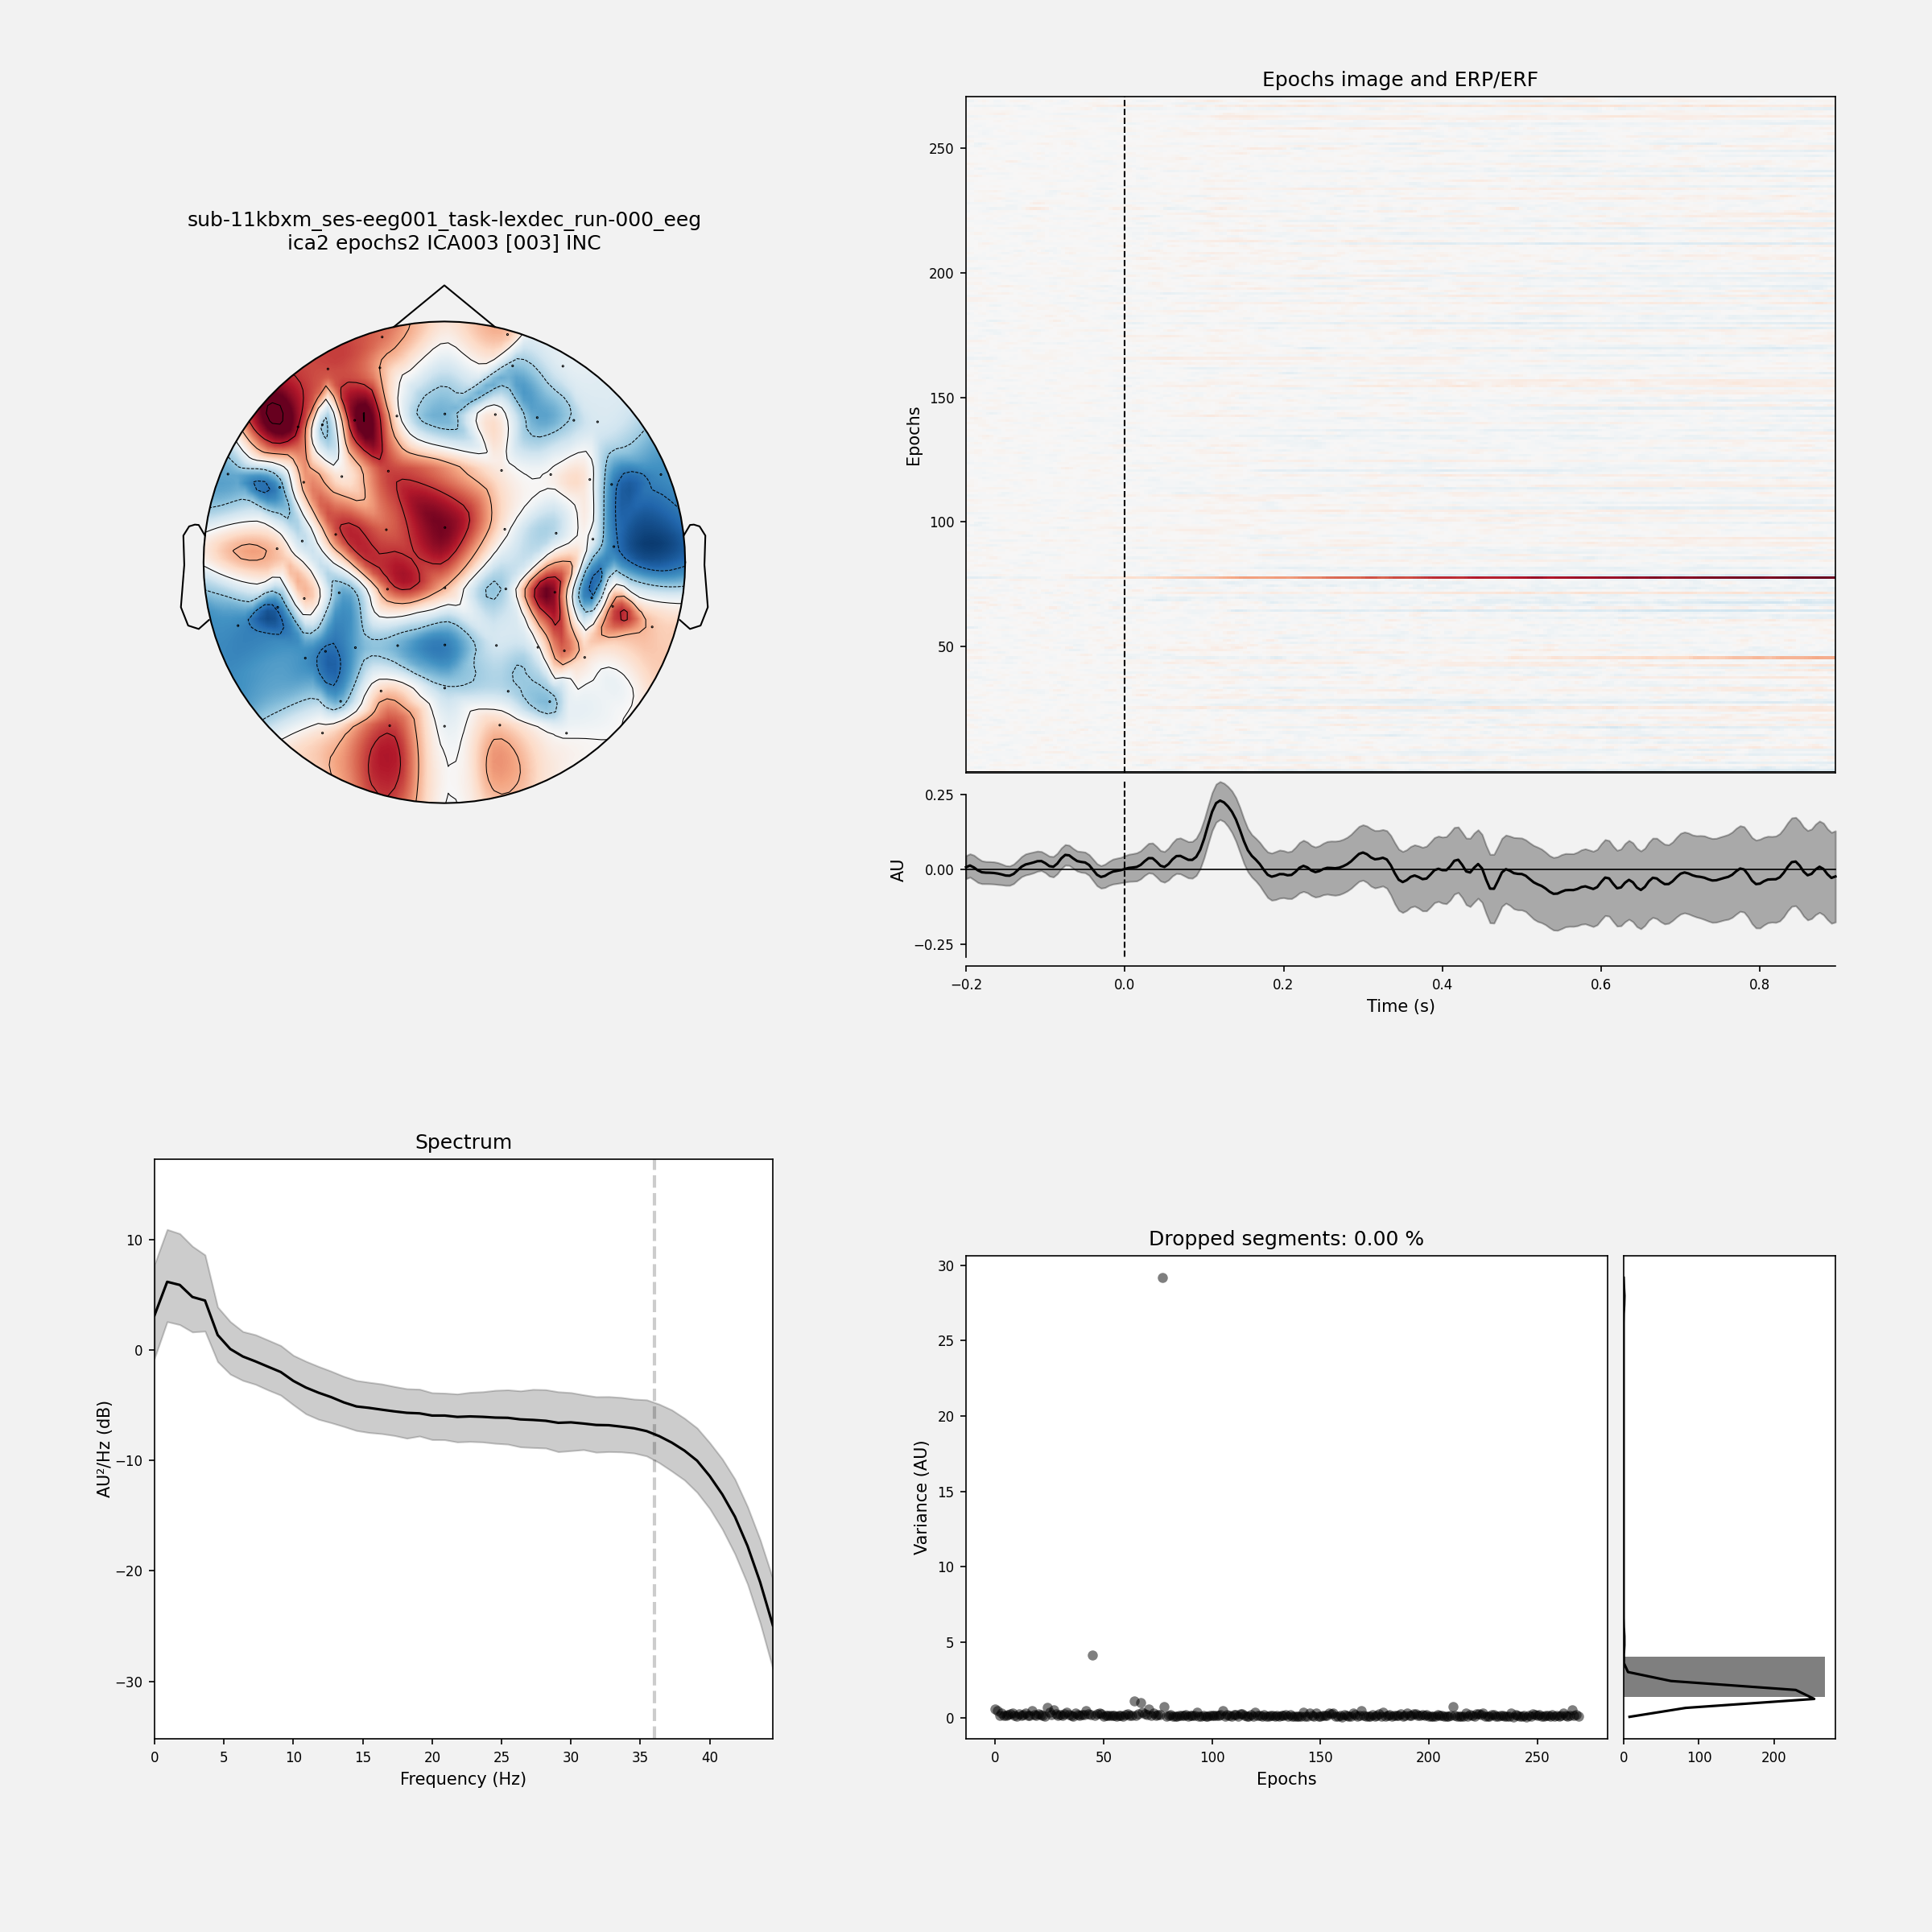 sub-11kbxm_ses-eeg001_task-lexdec_run-000_eeg
ica2 epochs2 ICA003 [003] INC
Epochs image and ERP/ERF
Epochs
250
200
150
100
50
AU
0.25
0.00
−0.25
−0.2 0.0 0.2 0.4 0.6 0.8
Time (s)
Spectrum
AU²/Hz (dB)
10
0
−10
−20
−30
0 5 10 15 20 25 30 35 40
Frequency (Hz)
Dropped segments: 0.00 %
Variance (AU)
30
25
20
15
10
5
0
0 50 100 150 200 250
Epochs
0 100 200